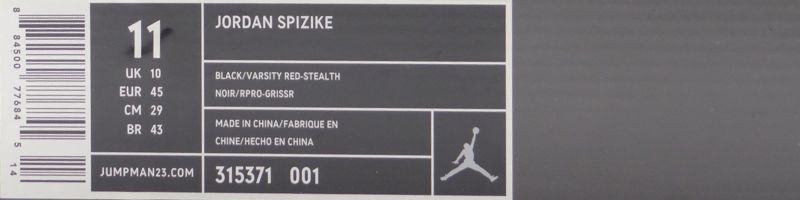 8 84500 77684 5 14
11
UK 10
EUR 45
CM 29
BR 43
JUMPMAN23.COM
JORDAN SPIZIKE
BLACK/VARSITY RED-STEALTH
NOIR/RPRO-GRISSR
MADE IN CHINA/FABRIQUE EN
CHINE/HECHO EN CHINA
315371 001